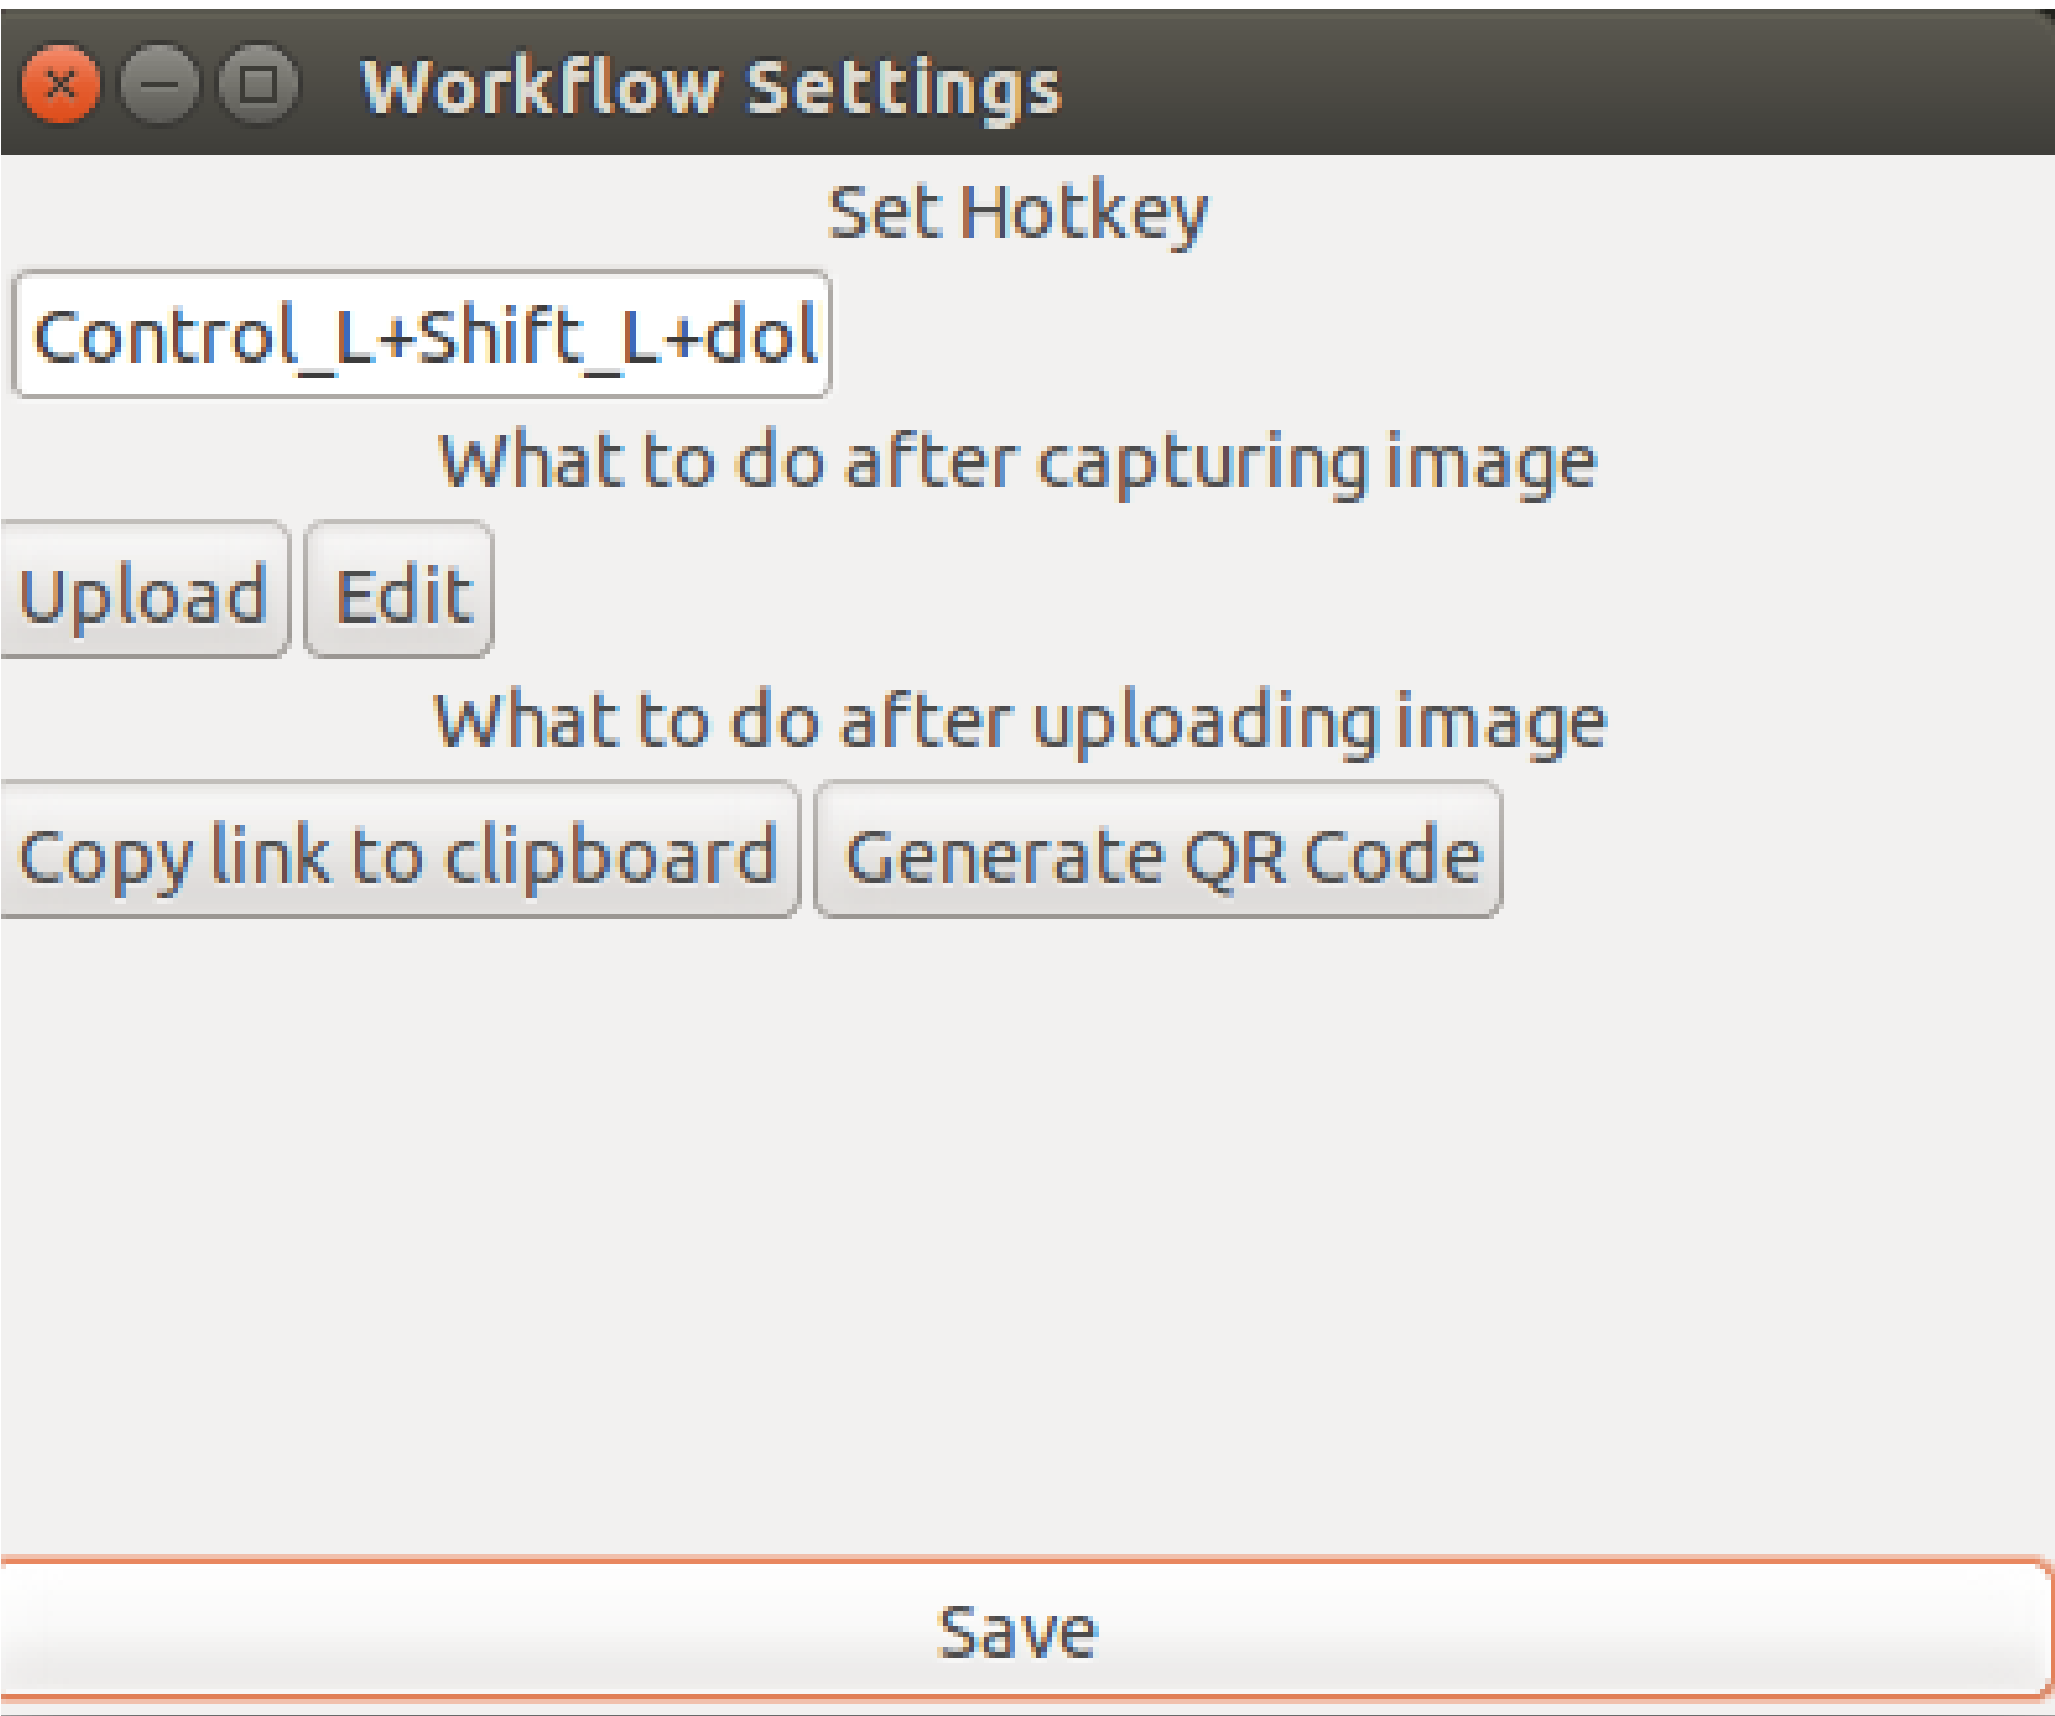 Workflow Settings
Set Hotkey
Control_L+Shift_L+dol
What to do after capturing image
Upload Edit
What to do after uploading image
Copy link to clipboard Generate QR Code
Save